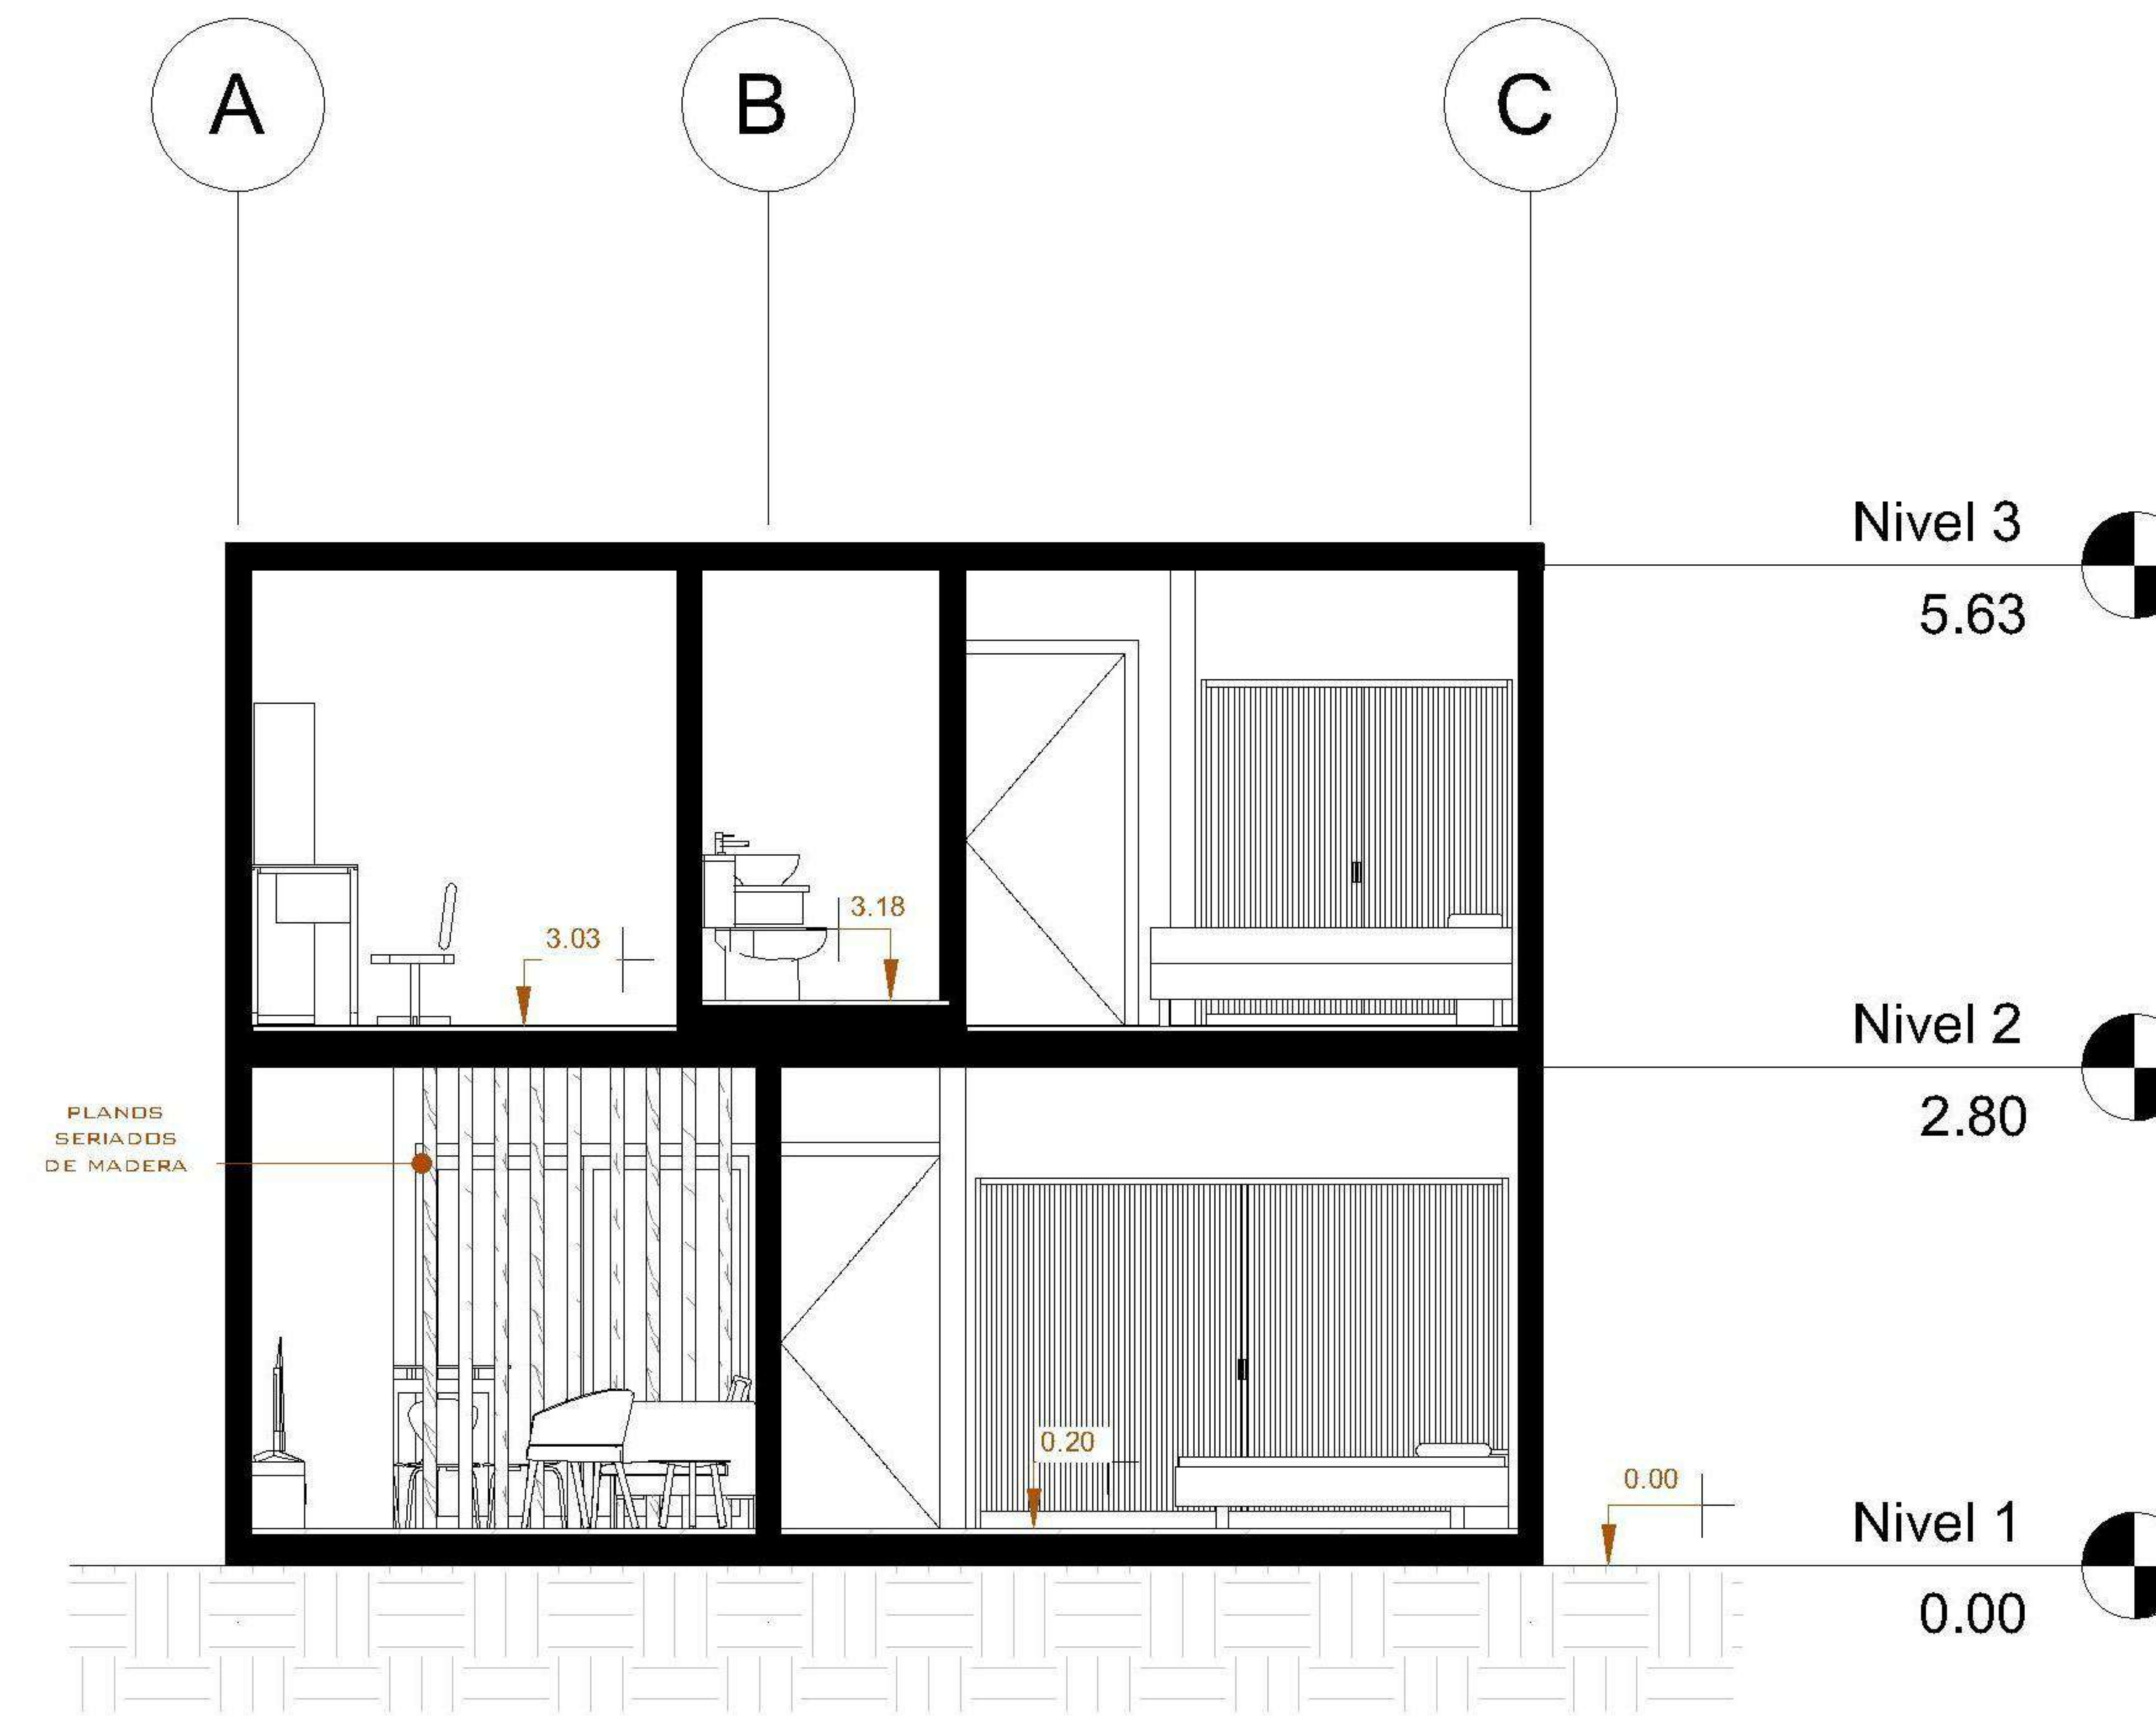 A
B
C
Nivel 3
5.63
3.18
3.03
Nivel 2
2.80
PLANOS
SERIADOS
DE MADERA
0.20
0.00
Nivel 1
0.00